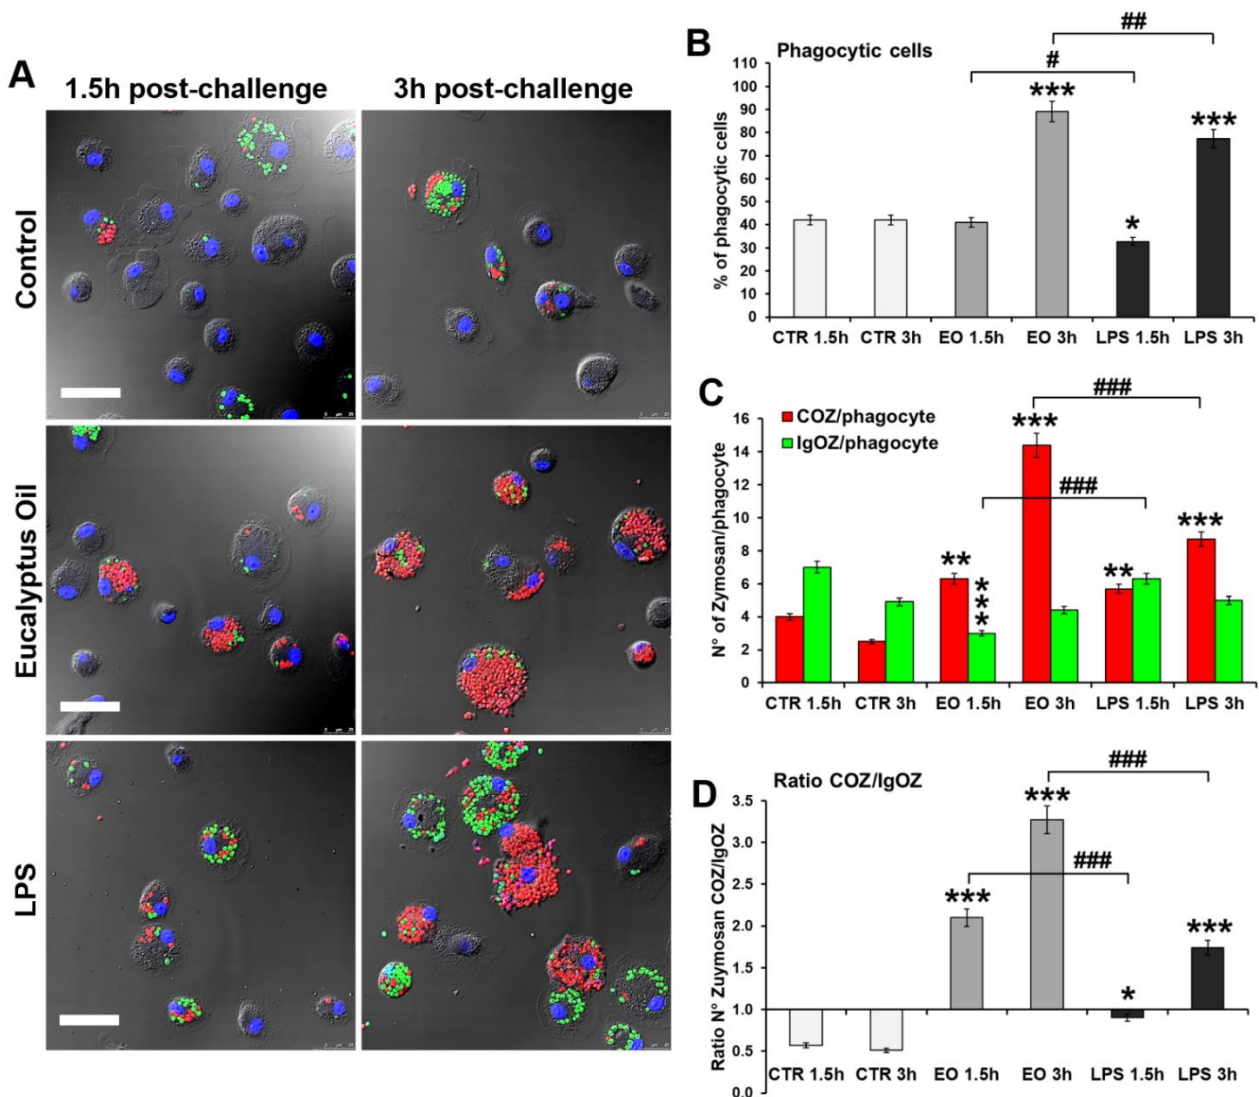 A
1.5h post-challenge
3h post-challenge
Control
Eucalyptus Oil
LPS
B
Phagocytic cells
##
#
***
***
*
% of phagocytic cells
110
100
90
80
70
60
50
40
30
20
10
0
CTR 1.5h CTR 3h EO 1.5h EO 3h LPS 1.5h LPS 3h
C
COZ/phagocyte
IgOZ/phagocyte
###
***
###
***
**
***
**
N° of Zymosan/phagocyte
16
14
12
10
8
6
4
2
0
CTR 1.5h CTR 3h EO 1.5h EO 3h LPS 1.5h LPS 3h
D
Ratio COZ/IgOZ
###
***
###
***
***
*
Ratio N° Zuymosan COZ/IgOZ
3.5
3.0
2.5
2.0
1.5
1.0
0.5
0.0
CTR 1.5h CTR 3h EO 1.5h EO 3h LPS 1.5h LPS 3h